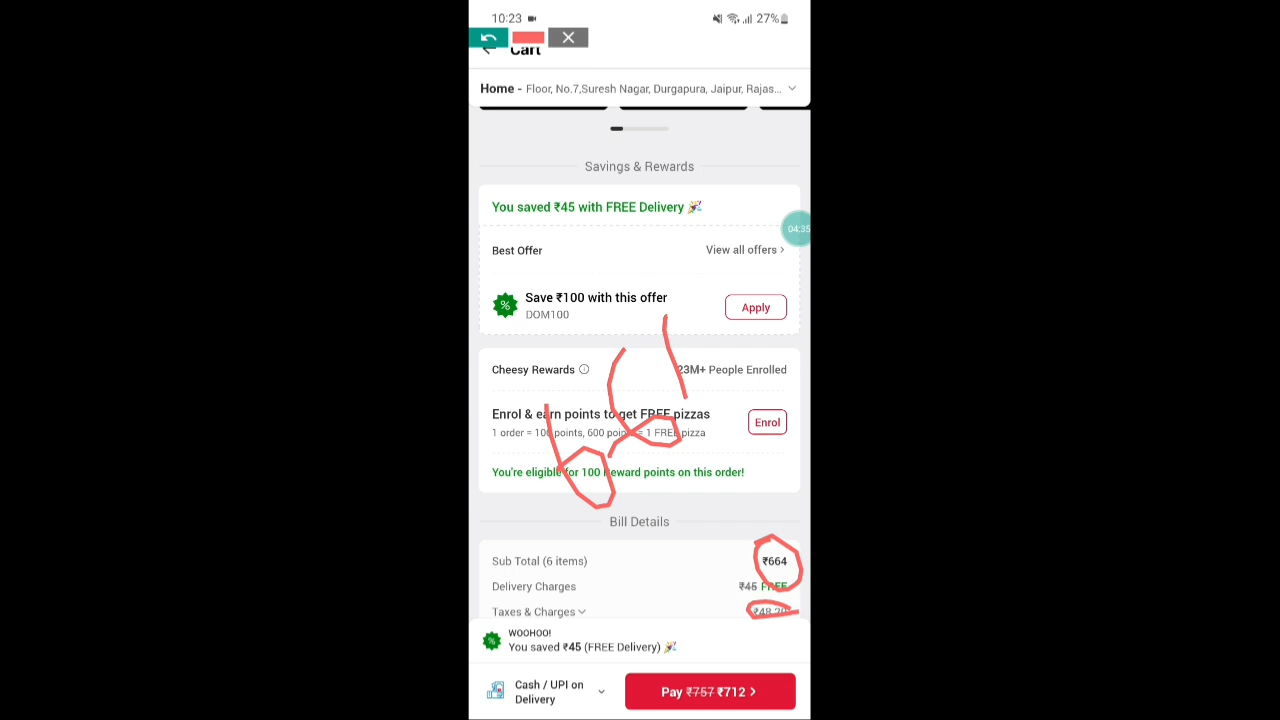 10:23 27%
Cart
Home - Floor, No.7,Suresh Nagar, Durgapura, Jaipur, Rajas...
Savings & Rewards
You saved ₹45 with FREE Delivery 🎉
04:35
Best Offer View all offers >
% Save ₹100 with this offer
DOM100 Apply
Cheesy Rewards 23M+ People Enrolled
Enrol & earn points to get FREE pizzas
1 order = 100 points, 600 points = 1 FREE pizza Enrol
You're eligible for 100 reward points on this order!
Bill Details
Sub Total (6 items) ₹664
Delivery Charges ₹45 FREE
Taxes & Charges
WOOHOO!
% You saved ₹45 (FREE Delivery) 🎉
Cash / UPI on
Delivery
Pay ₹757 ₹712 >